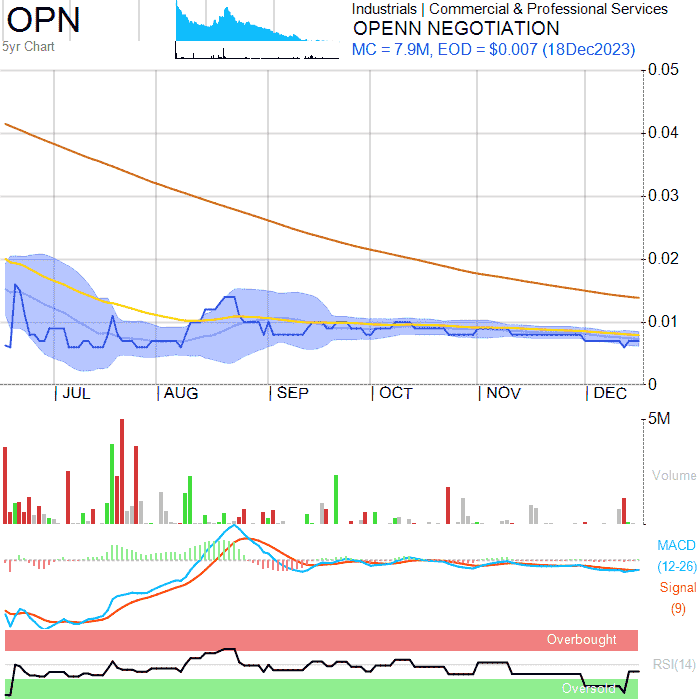 OPN
5yr Chart
Industrials | Commercial & Professional Services
OPENN NEGOTIATION
MC = 7.9M, EOD = $0.007 (18Dec2023)
0.05
0.04
0.03
0.02
0.01
0
| JUL
| AUG
| SEP
| OCT
| NOV
| DEC
5M
Volume
MACD
(12-26)
Signal
(9)
Overbought
RSI(14)
Oversold